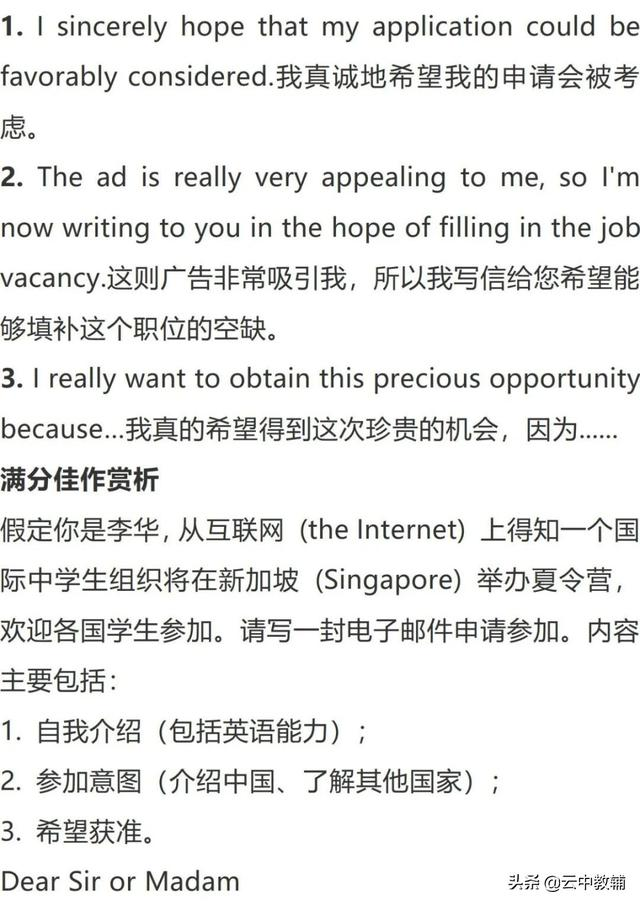 1. I sincerely hope that my application could be
favorably considered.我真诚地希望我的申请会被考
虑。
2. The ad is really very appealing to me, so I'm
now writing to you in the hope of filling in the job
vacancy.这则广告非常吸引我，所以我写信给您希望能
够填补这个职位的空缺。
3. I really want to obtain this precious opportunity
because...我真的希望得到这次珍贵的机会，因为......
满分佳作赏析
假定你是李华, 从互联网（the Internet）上得知一个国
际中学生组织将在新加坡（Singapore）举办夏令营，
欢迎各国学生参加。请写一封电子邮件申请参加。内容
主要包括：
1. 自我介绍（包括英语能力）；
2. 参加意图（介绍中国、了解其他国家）；
3. 希望获准。
Dear Sir or Madam
头条 @云中教辅